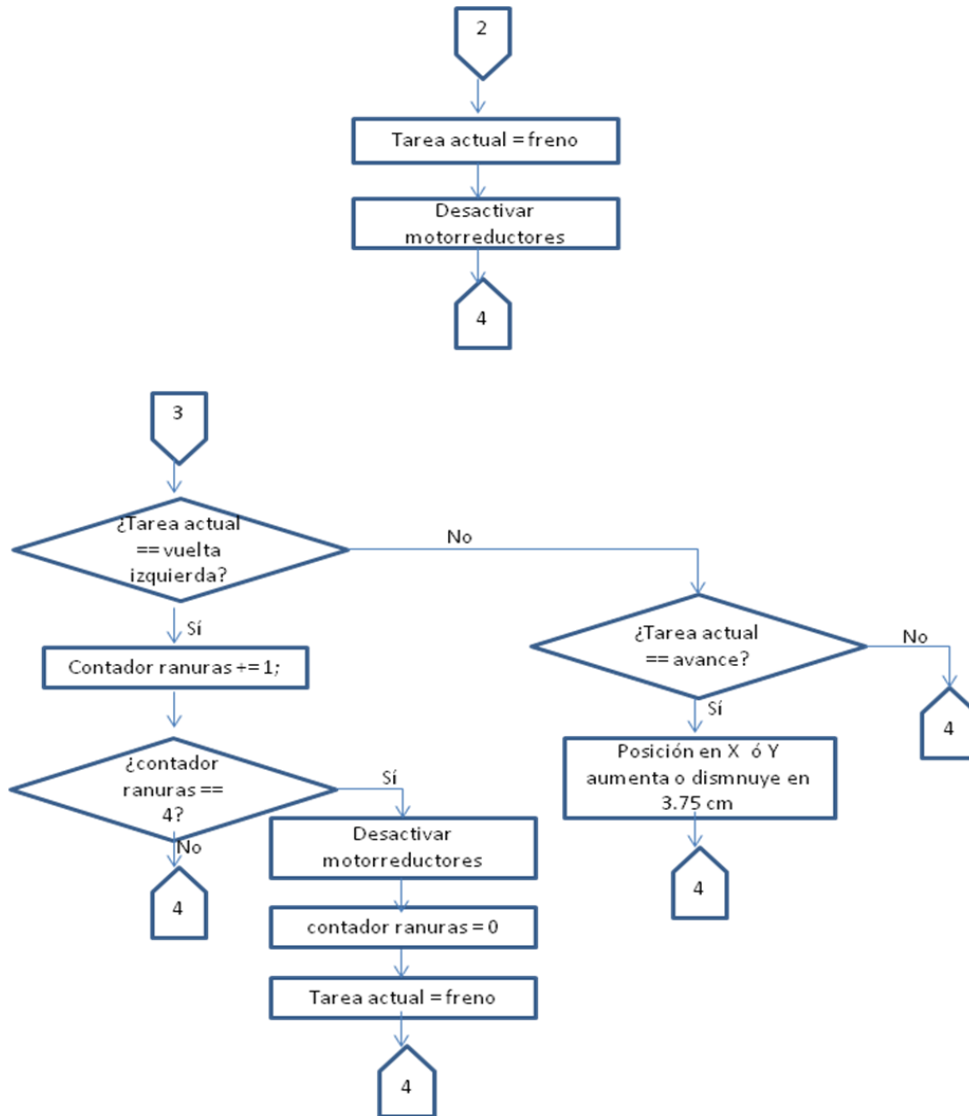 2
Tarea actual = freno
Desactivar
motorreductores
4
3
¿Tarea actual
== vuelta
izquierda?
No
Sí
Contador ranuras += 1;
¿contador
ranuras ==
4?
No
4
Sí
Desactivar
motorreductores
contador ranuras = 0
Tarea actual = freno
4
¿Tarea actual
== avance?
No
4
Sí
Posición en X ó Y
aumenta o dismnuye en
3.75 cm
4